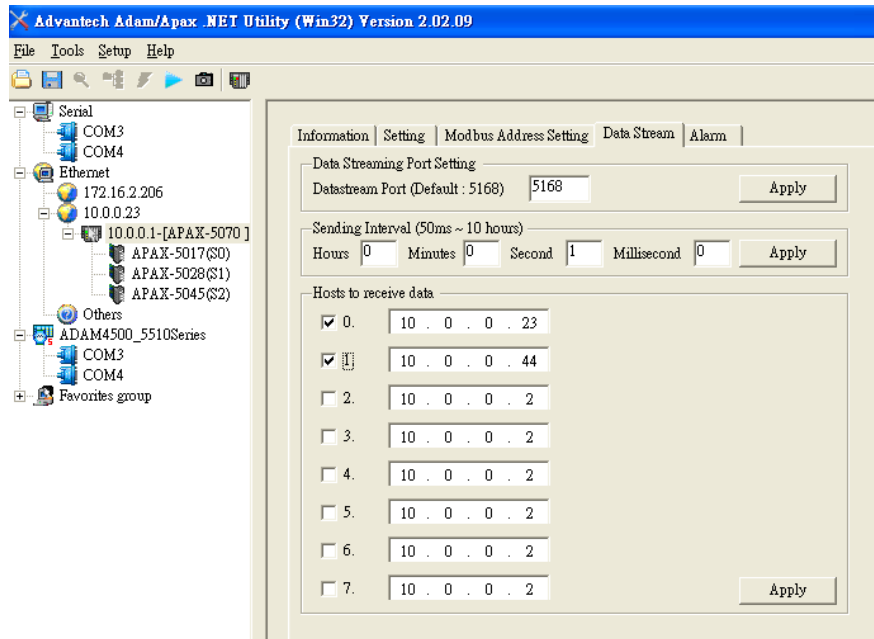 Advantech Adam/Apax .NET Utility (Win32) Version 2.02.09
File Tools Setup Help
Serial
COM3
COM4
Ethernet
172.16.2.206
10.0.0.23
10.0.0.1-[APAX-5070 ]
APAX-5017(S0)
APAX-5028(S1)
APAX-5045(S2)
Others
ADAM4500_5510Series
COM3
COM4
Favorites group
Information Setting Modbus Address Setting Data Stream Alarm
Data Streaming Port Setting
Datastream Port (Default : 5168) 5168 Apply
Sending Interval (50ms ~ 10 hours)
Hours 0 Minutes 0 Second 1 Millisecond 0 Apply
Hosts to receive data
0. 10 . 0 . 0 . 23
1 10 . 0 . 0 . 44
2. 10 . 0 . 0 . 2
3. 10 . 0 . 0 . 2
4. 10 . 0 . 0 . 2
5. 10 . 0 . 0 . 2
6. 10 . 0 . 0 . 2
7. 10 . 0 . 0 . 2 Apply